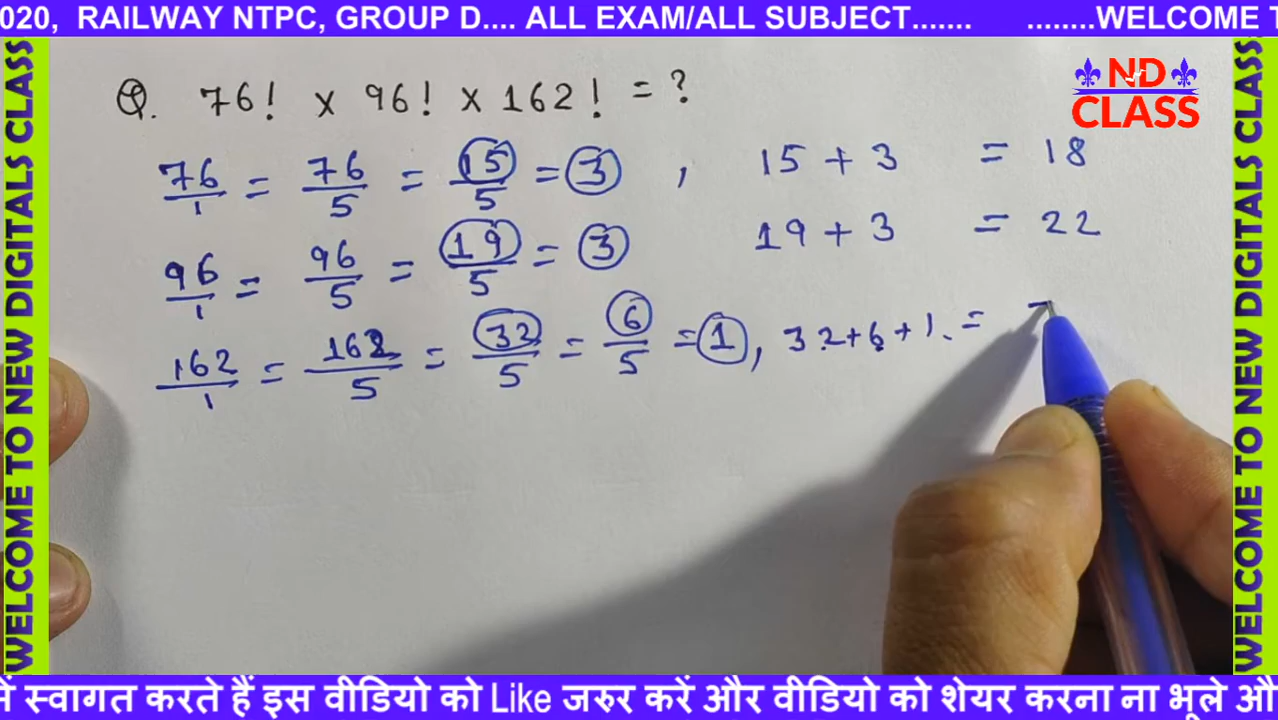 020, RAILWAY NTPC, GROUP D.... ALL EXAM/ALL SUBJECT....... ........WELCOME T
ND
CLASS
Q. 76! x 96! x 162! = ?
76/1 = 76/5 = 15/5 = 3 , 15 + 3 = 18
96/1 = 96/5 = 19/5 = 3 19 + 3 = 22
162/1 = 162/5 = 32/5 = 6/5 = 1, 32+6+1. =
WELCOME TO NEW DIGITALS CLASS
WELCOME TO NEW DIGITALS CLASS
में स्वागत करते हैं इस वीडियो को Like जरुर करें और वीडियो को शेयर करना ना भूले औ